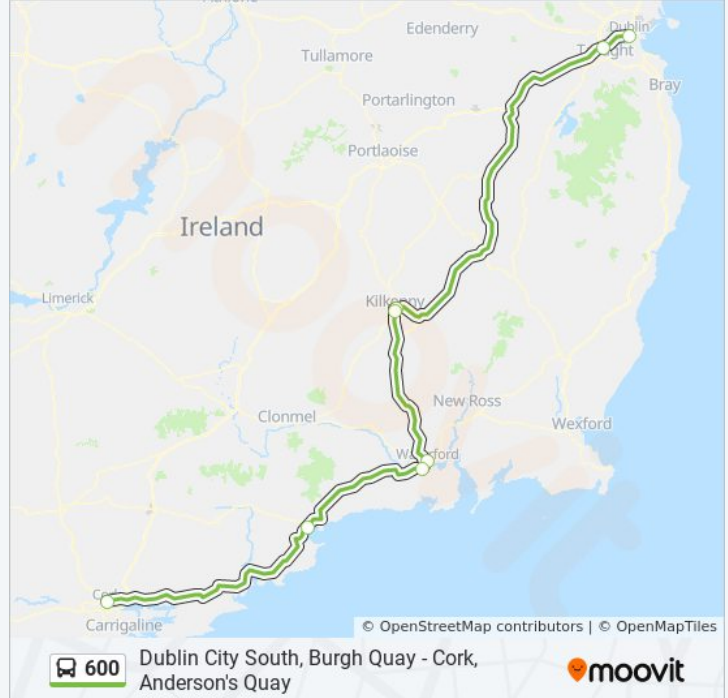 Edenderry
Dublin
Tullamore
Bray
Portarlington
Portlaoise
Ireland
Limerick
Kilkenny
New Ross
Clonmel
Wexford
Waterford
Carrigaline
© OpenStreetMap contributors | © OpenMapTiles
600
Dublin City South, Burgh Quay - Cork,
Anderson's Quay
moovit